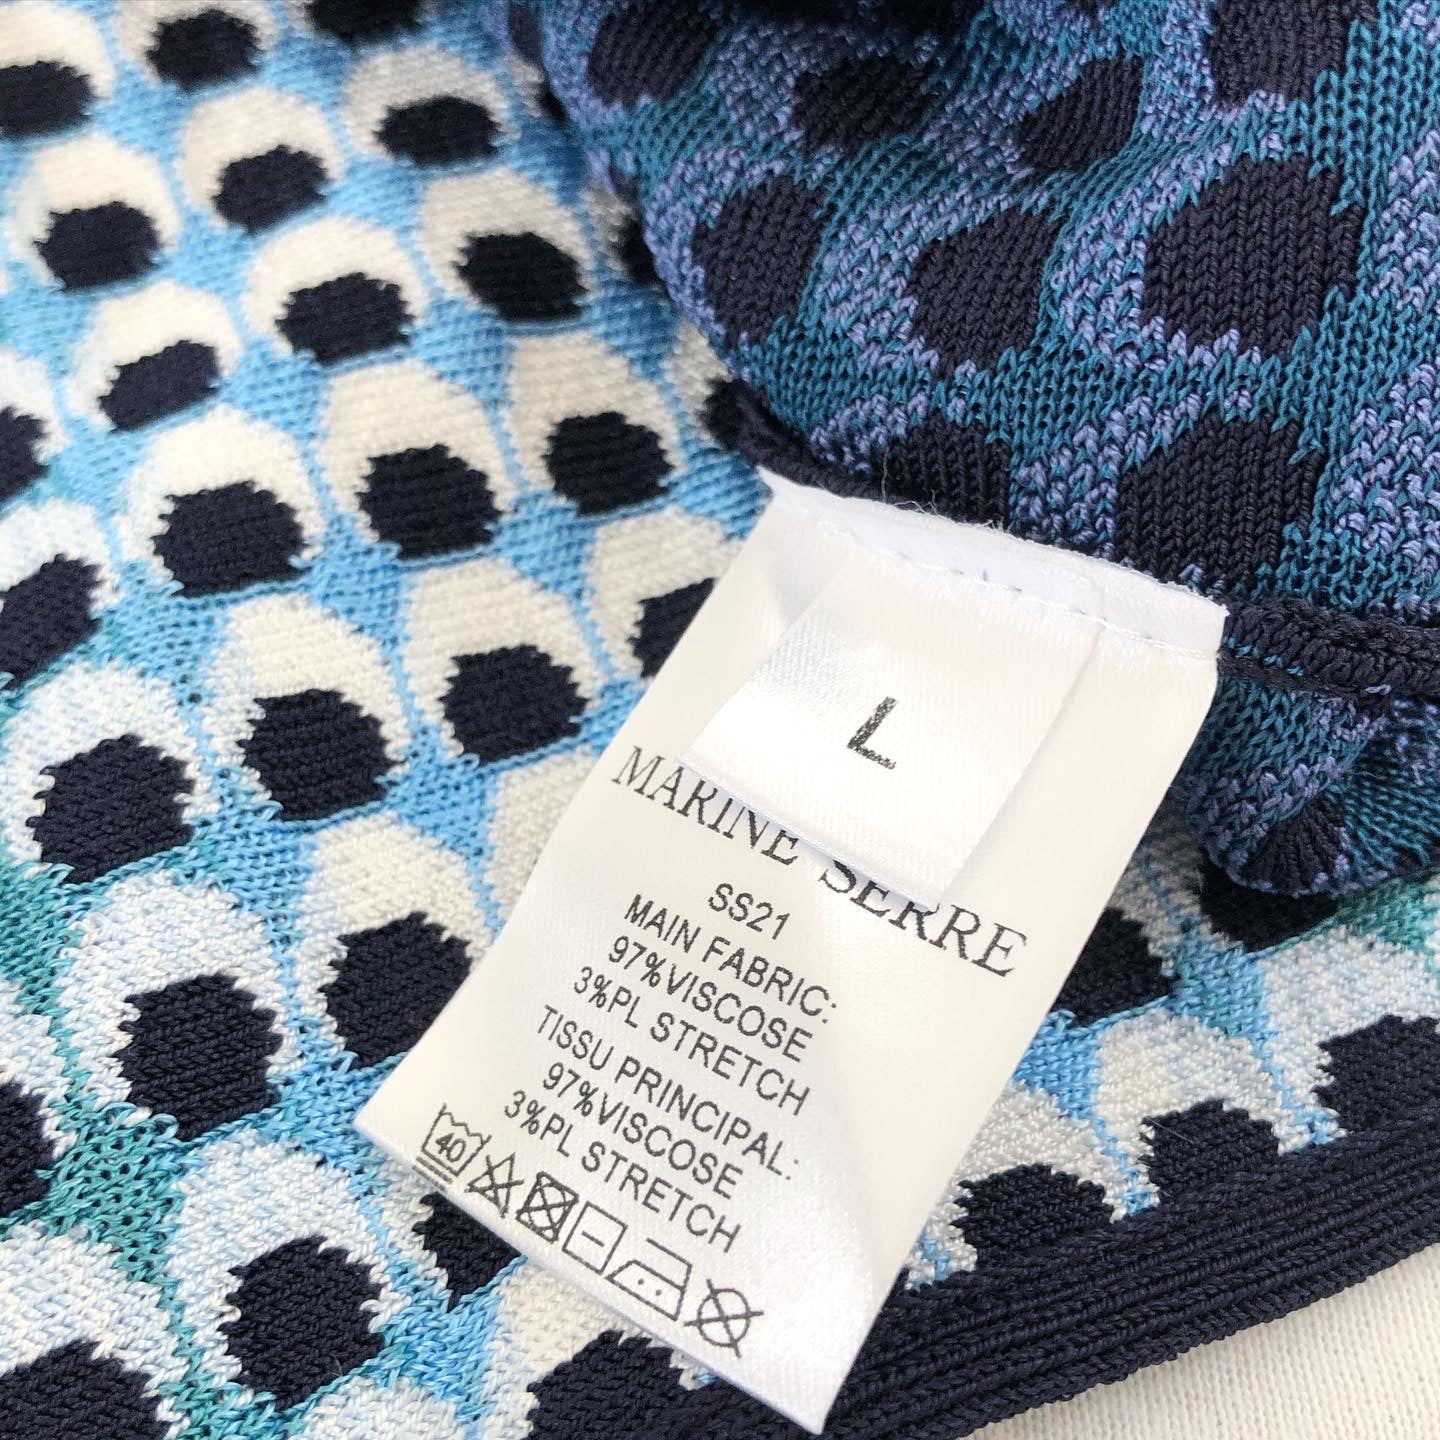 L
MARINE SERRE
SS21
MAIN FABRIC:
97%VISCOSE
3%PL STRETCH
TISSU PRINCIPAL:
97%VISCOSE
3%PL STRETCH
40